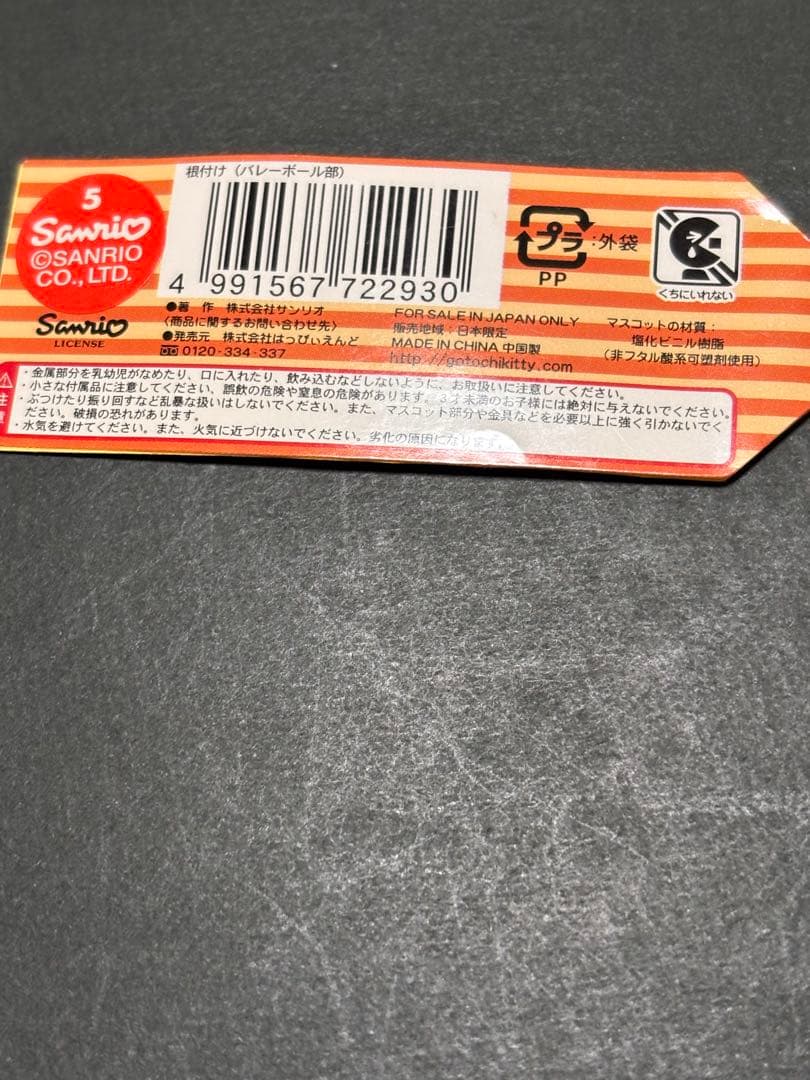 根付け（バレーボール部）
5
Sanrio
©SANRIO
CO., LTD.
4 991567 722930
プラ :外袋
PP
くちにいれない
Sanrio
LICENSE
●著 作 株式会社サンリオ
〈商品に関するお問い合わせ先〉
●発売元 株式会社はっぴぃえんど
0120-334-337
FOR SALE IN JAPAN ONLY
販売地域：日本限定
MADE IN CHINA 中国製
http://gotochikitty.com
マスコットの材質：
塩化ビニル樹脂
（非フタル酸系可塑剤使用）
注意
・金属部分を乳幼児がなめたり、口に入れたり、飲み込むなどしないように、お取扱いに注意してください。
・小さな付属品に注意してください、誤飲の危険や窒息の危険があります。3才未満のお子様には絶対に与えないでください。
・ぶつけたり振り回すなど乱暴な扱いはしないでください。また、マスコット部分や金具などを必要以上に強く引かないでく
ださい。破損の恐れがあります。
・水気を避けてください。また、火気に近づけないでください。劣化の原因になります。